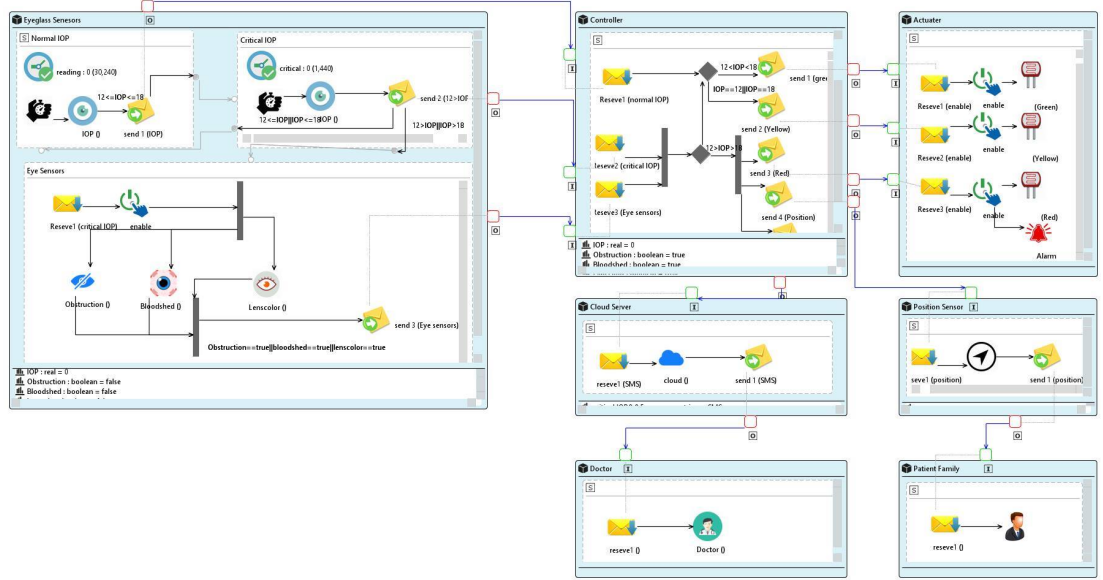 Eyeglass Senesors
O
S Normal IOP
reading : 0 (30,240)
12<=IOP<=18
IOP ()
send 1 (IOP)
Critical IOP
critical : 0 (1,440)
12<=IOP||IOP<=18
IOP ()
send 2 (12>IOP
12>IOP||IOP>18
O
Eye Sensors
Reseve1 (critical IOP)
enable
O
Obstruction ()
Bloodshed ()
Lenscolor ()
send 3 (Eye sensors)
Obstruction==true||bloodshed==true||lenscolor==true
IOP : real = 0
Obstruction : boolean = false
Bloodshed : boolean = false
Controller
S
I
12<IOP<18
send 1 (gree
Reseve1 (normal IOP)
IOP==12||IOP==18
send 2 (Yellow)
12>IOP>18
Reseve2 (critical IOP)
I
send 3 (Red)
Reseve3 (Eye sensors)
send 4 (Position)
I
IOP : real = 0
Obstruction : boolean = true
Bloodshed : boolean = true
O
O
O
O
O
Actuater
S
I
Reseve1 (enable)
enable
(Green)
I
Reseve2 (enable)
enable
(Yellow)
I
Reseve3 (enable)
enable
(Red)
Alarm
Cloud Server
I
S
reseve1 (SMS)
cloud ()
send 1 (SMS)
O
Position Sensor
I
S
seve1 (position)
send 1 (position)
O
Doctor
I
S
reseve1 ()
Doctor ()
Patient Family
I
S
reseve1 ()